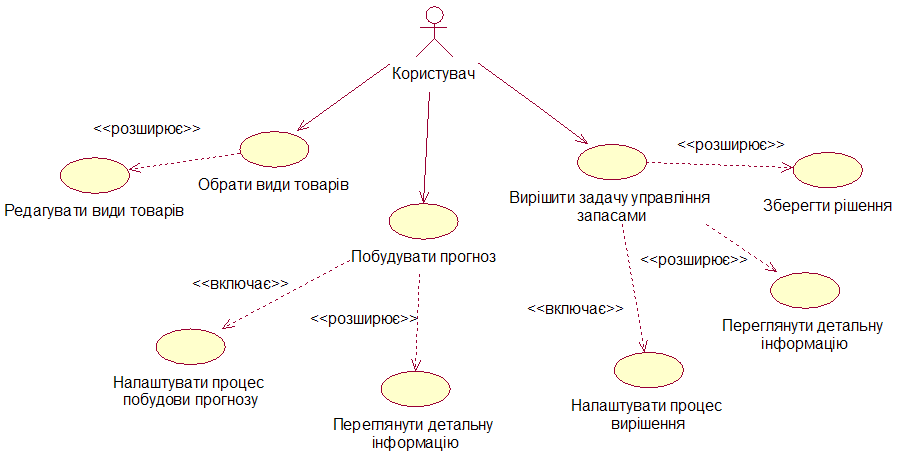 Користувач
<<розширює>>
<<розширює>>
Обрати види товарів
Редагувати види товарів
Вирішити задачу управління
запасами
Зберегти рішення
Побудувати прогноз
<<розширює>>
<<включає>>
<<розширює>>
<<включає>>
Переглянути детальну
інформацію
Налаштувати процес
побудови прогнозу
Налаштувати процес
вирішення
Переглянути детальну
інформацію